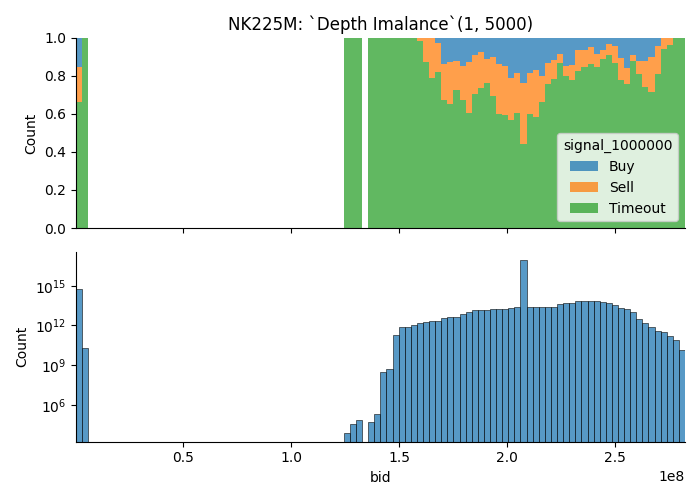 NK225M: `Depth Imalance`(1, 5000)
1.0
0.8
0.6
0.4
0.2
0.0
Count
signal_1000000
Buy
Sell
Timeout
10^15
10^12
10^9
10^6
Count
0.5
1.0
1.5
2.0
2.5
1e8
bid